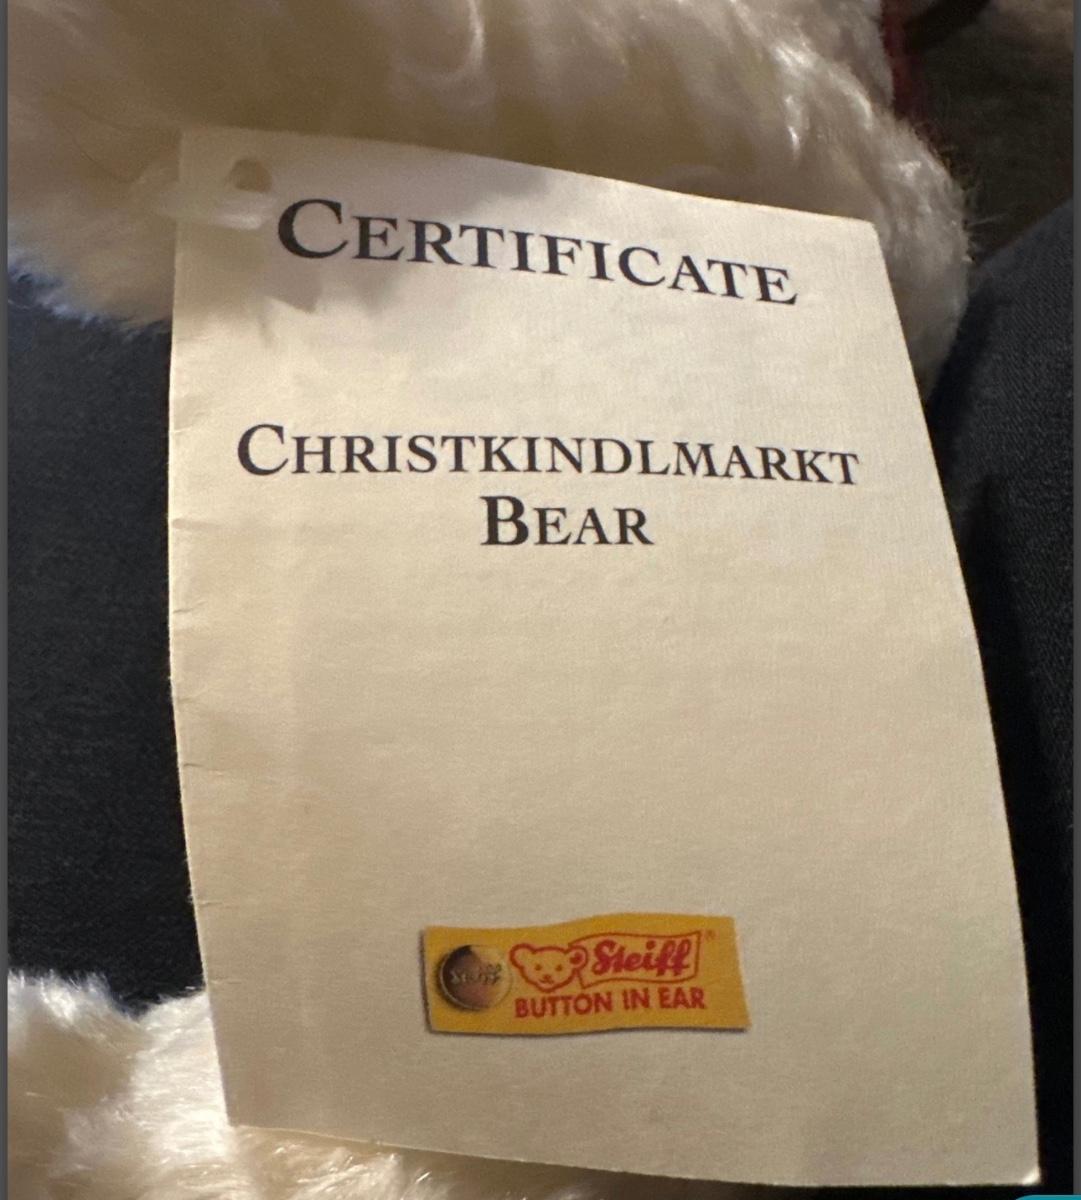 CERTIFICATE
CHRISTKINDLMARKT
BEAR
Steiff®
BUTTON IN EAR